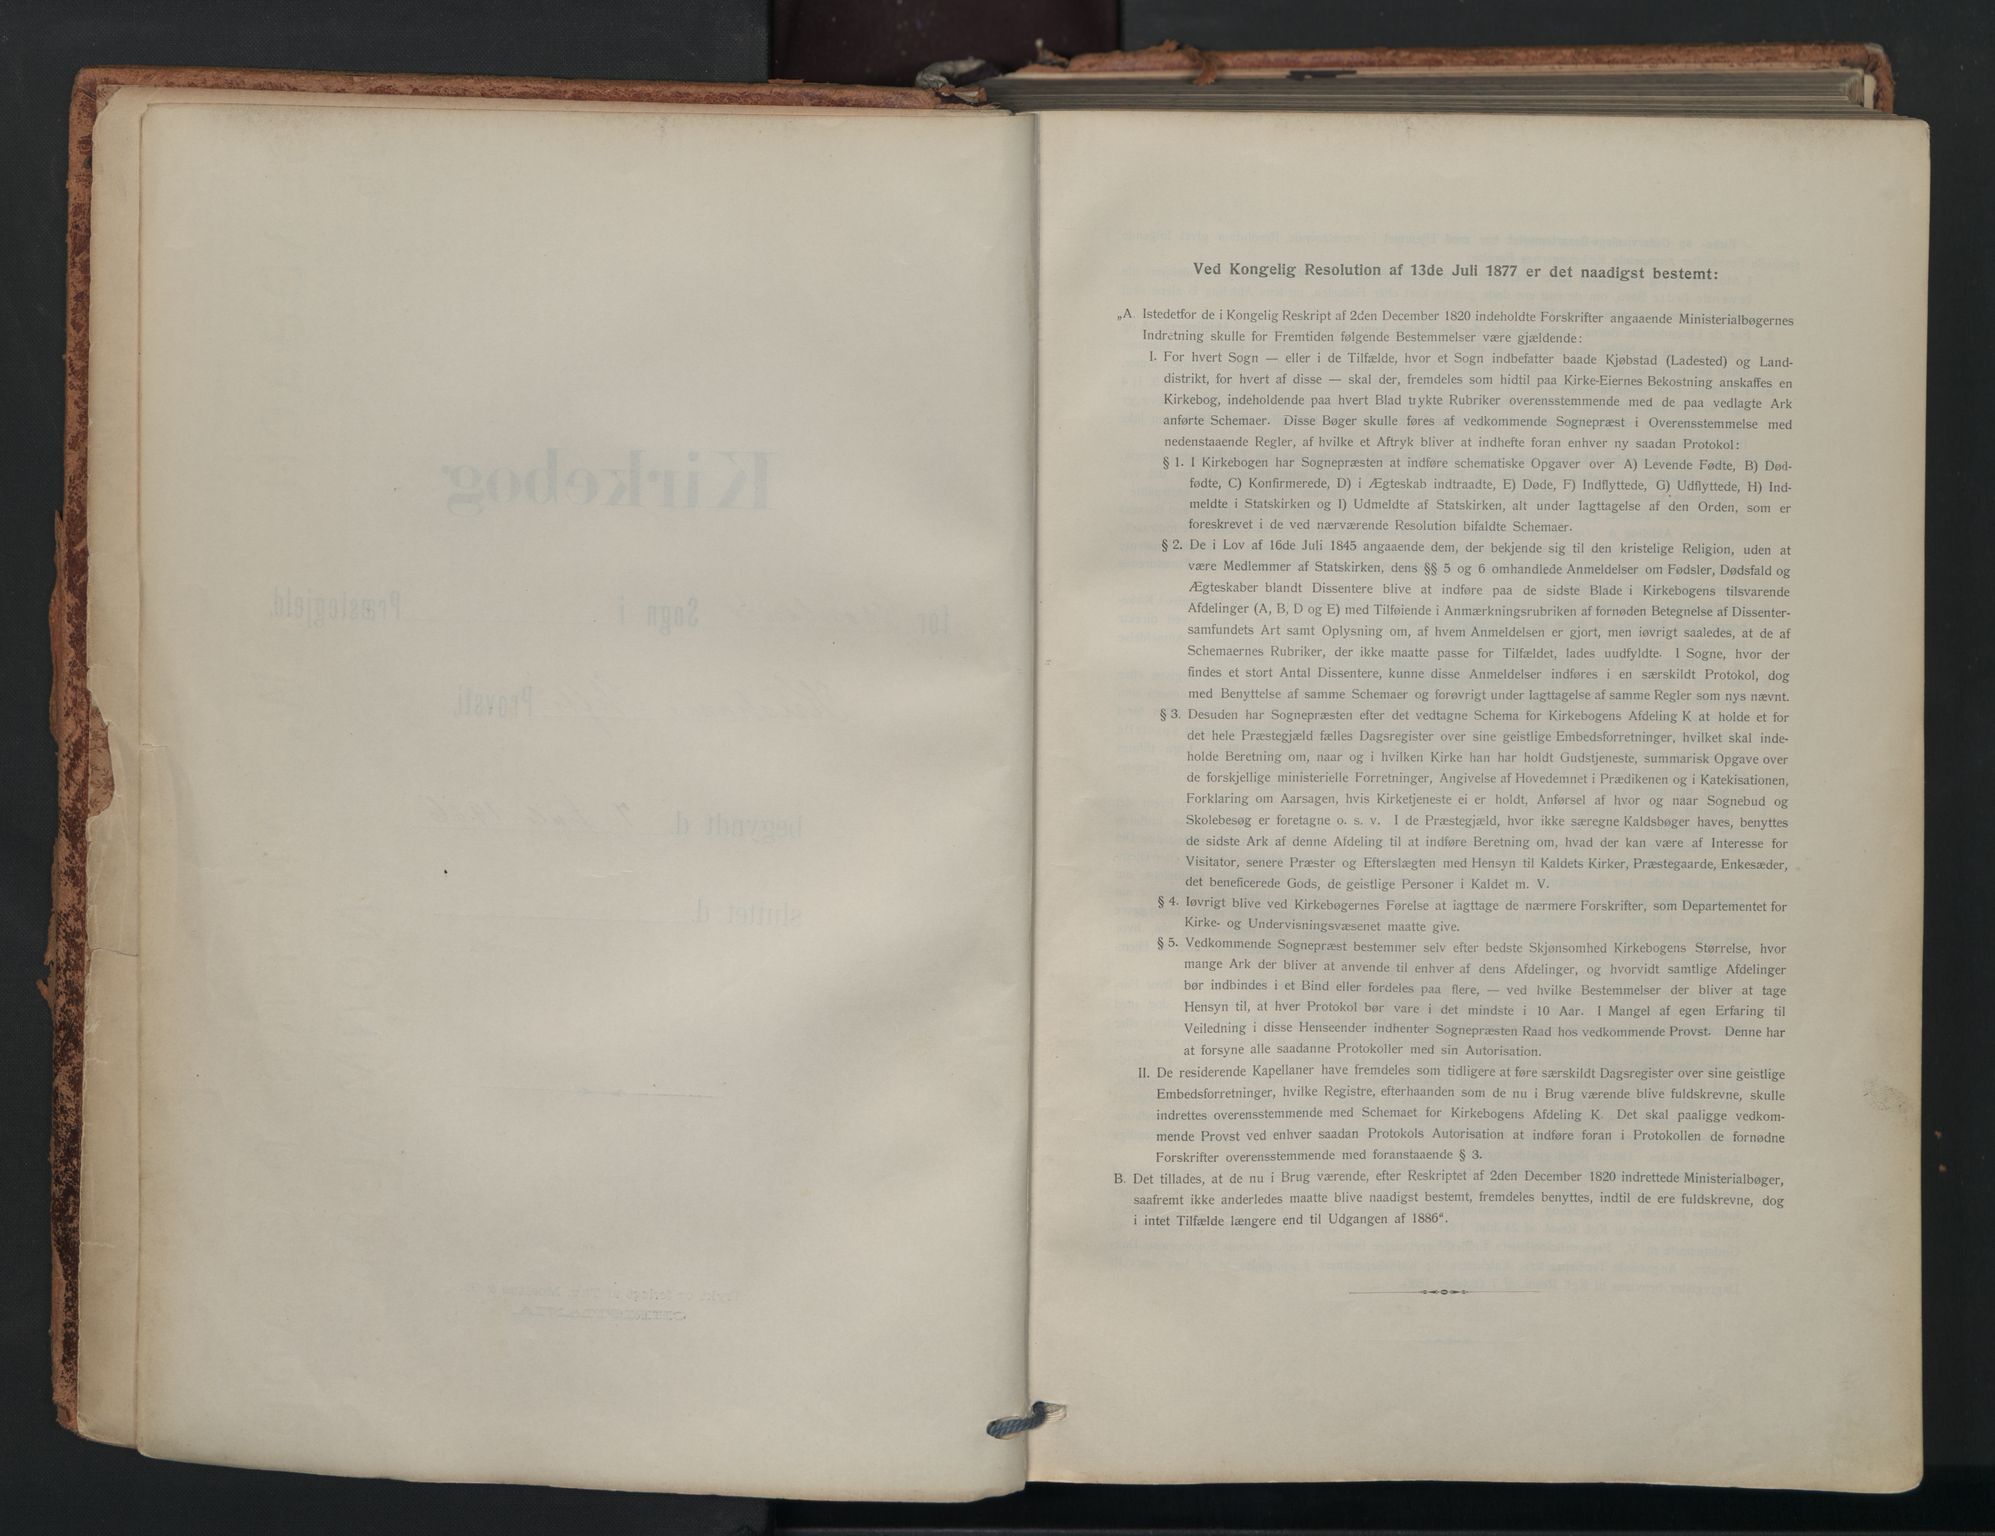 Ved Kongelig Resolution af 13de Juli 1877 er det naadigst bestemt:
„A. Istedetfor de i Kongelig Reskript af 2den December 1820 indeholdte Forskrifter angaaende Ministerialbøgernes
Indretning skulle for Fremtiden følgende Bestemmelser være gjældende:
I. For hvert Sogn — eller i de Tilfælde, hvor et Sogn indbefatter baade Kjøbstad (Ladested) og Land-
distrikt, for hvert af disse — skal der, fremdeles som hidtil paa Kirke-Eiernes Bekostning anskaffes en
Kirkebog, indeholdende paa hvert Blad trykte Rubriker overensstemmende med de paa vedlagte Ark
anførte Schemaer. Disse Bøger skulle føres af vedkommende Sognepræst i Overensstemmelse med
nedenstaaende Regler, af hvilke et Aftryk bliver at indhefte foran enhver ny saadan Protokol:
§ 1. I Kirkebogen har Sognepræsten at indføre schematiske Opgaver over A) Levende Fødte, B) Død-
fødte, C) Konfirmerede, D) i Ægteskab indtraadte, E) Døde, F) Indflyttede, G) Udflyttede, H) Ind-
meldte i Statskirken og I) Udmeldte af Statskirken, alt under Iagttagelse af den Orden, som er
foreskrevet i de ved nærværende Resolution bifaldte Schemaer.
§ 2. De i Lov af 16de Juli 1845 angaaende dem, der bekjende sig til den kristelige Religion, uden at
være Medlemmer af Statskirken, dens §§ 5 og 6 omhandlede Anmeldelser om Fødsler, Dødsfald og
Ægteskaber blandt Dissentere blive at indføre paa de sidste Blade i Kirkebogens tilsvarende
Afdelinger (A, B, D og E) med Tilføiende i Anmærkningsrubriken af fornøden Betegnelse af Dissenter-
samfundets Art samt Oplysning om, af hvem Anmeldelsen er gjort, men iøvrigt saaledes, at de af
Schemaernes Rubriker, der ikke maatte passe for Tilfældet, lades uudfyldte. I Sogne, hvor der
findes et stort Antal Dissentere, kunne disse Anmeldelser indføres i en særskildt Protokol, dog
med Benyttelse af samme Schemaer og forøvrigt under Iagttagelse af samme Regler som nys nævnt.
§ 3. Desuden har Sognepræsten efter det vedtagne Schema for Kirkebogens Afdeling K at holde et for
det hele Præstegjæld fælles Dagsregister over sine geistlige Embedsforretninger, hvilket skal inde-
holde Beretning om, naar og i hvilken Kirke han har holdt Gudstjeneste, summarisk Opgave over
de forskjellige ministerielle Forretninger, Angivelse af Hovedemnet i Prædikenen og i Katekisationen,
Forklaring om Aarsagen, hvis Kirketjeneste ei er holdt, Anførsel af hvor og naar Sognebud og
Skolebesøg er foretagne o. s. v. I de Præstegjæld, hvor ikke særegne Kaldsbøger haves, benyttes
de sidste Ark af denne Afdeling til at indføre Beretning om, hvad der kan være af Interesse for
Visitator, senere Præster og Efterslægten med Hensyn til Kaldets Kirker, Præstegaarde, Enkesæder,
det beneficerede Gods, de geistlige Personer i Kaldet m. V.
§ 4. Iøvrigt blive ved Kirkebøgernes Førelse at iagttage de nærmere Forskrifter, som Departementet for
Kirke- og Undervisningsvæsenet maatte give.
§ 5. Vedkommende Sognepræst bestemmer selv efter bedste Skjønsomhed Kirkebogens Størrelse, hvor
mange Ark der bliver at anvende til enhver af dens Afdelinger, og hvorvidt samtlige Afdelinger
bør indbindes i et Bind eller fordeles paa flere, — ved hvilke Bestemmelser der bliver at tage
Hensyn til, at hver Protokol bør vare i det mindste i 10 Aar. I Mangel af egen Erfaring til
Veiledning i disse Henseender indhenter Sognepræsten Raad hos vedkommende Provst. Denne har
at forsyne alle saadanne Protokoller med sin Autorisation.
II. De residerende Kapellaner have fremdeles som tidligere at føre særskildt Dagsregister over sine geistlige
Embedsforretninger, hvilke Registre, efterhaanden som de nu i Brug værende blive fuldskrevne, skulle
indrettes overensstemmende med Schemaet for Kirkebogens Afdeling K. Det skal paaligge vedkom-
mende Provst ved enhver saadan Protokols Autorisation at indføre foran i Protokollen de fornødne
Forskrifter overensstemmende med foranstaaende § 3.
B. Det tillades, at de nu i Brug værende, efter Reskriptet af 2den December 1820 indrettede Ministerialbøger,
saafremt ikke anderledes maatte blive naadigst bestemt, fremdeles benyttes, indtil de ere fuldskrevne, dog
i intet Tilfælde længere end til Udgangen af 1886“.